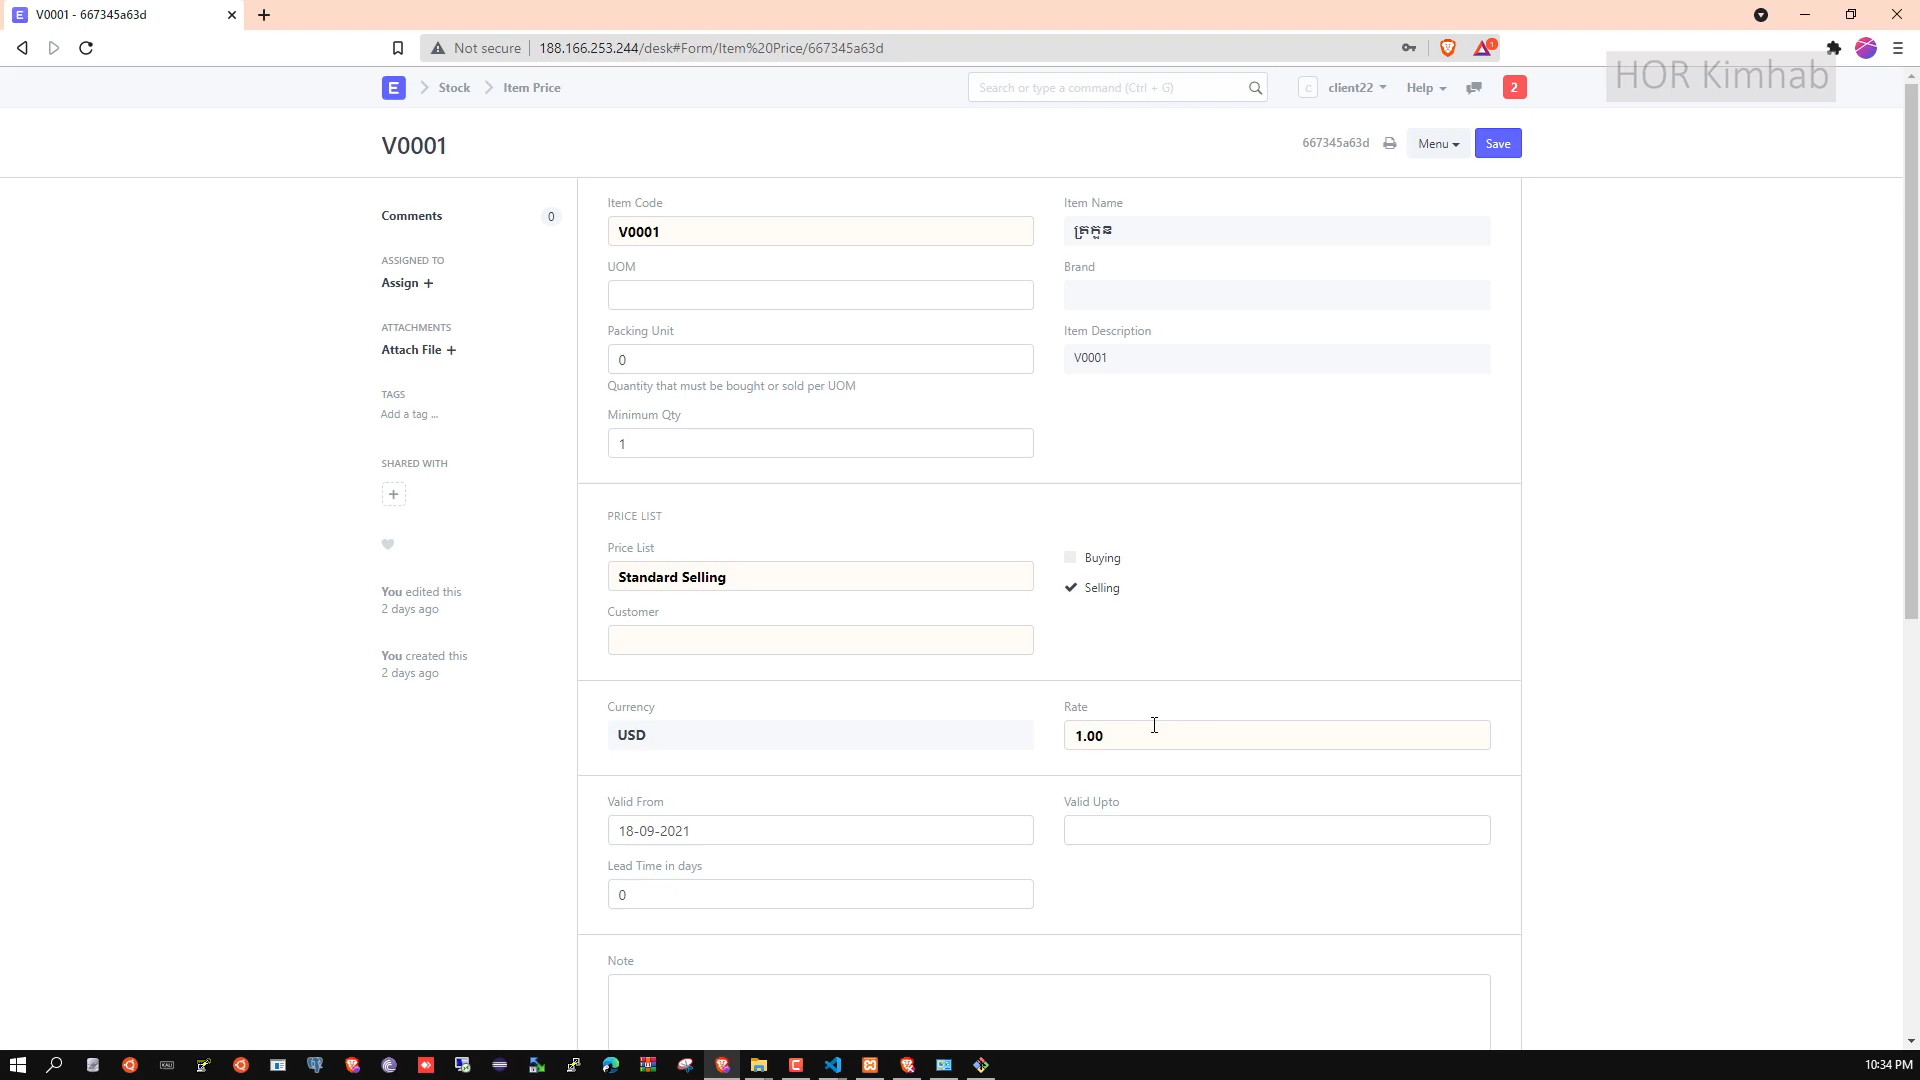 V0001 - 667345a63d
Not secure 188.166.253.244/desk#Form/Item%20Price/667345a63d
1
HOR Kimhab
E Stock Item Price
Search or type a command (Ctrl + G)
c client22 Help 2
V0001
667345a63d Menu Save
Comments 0
ASSIGNED TO
Assign +
ATTACHMENTS
Attach File +
TAGS
Add a tag ...
SHARED WITH
+
You edited this
2 days ago
You created this
2 days ago
Item Code
V0001
Item Name
ត្រកួន
UOM
Brand
Packing Unit
0
Quantity that must be bought or sold per UOM
Item Description
V0001
Minimum Qty
1
PRICE LIST
Price List
Standard Selling
Buying
Selling
Customer
Currency
USD
Rate
1.00
Valid From
18-09-2021
Valid Upto
Lead Time in days
0
Note
10:34 PM